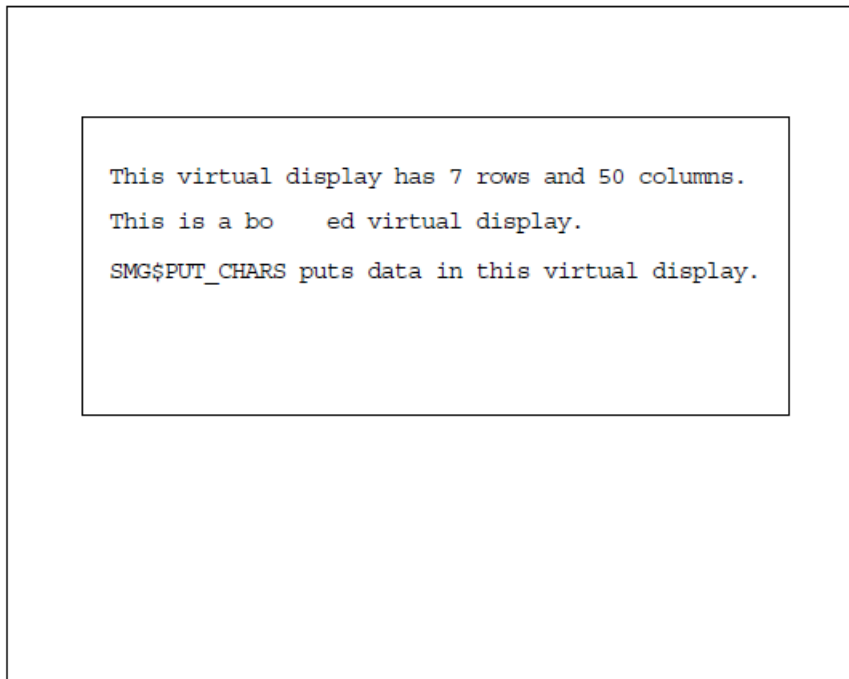 This virtual display has 7 rows and 50 columns.
This is a bo    ed virtual display.
SMG$PUT_CHARS puts data in this virtual display.